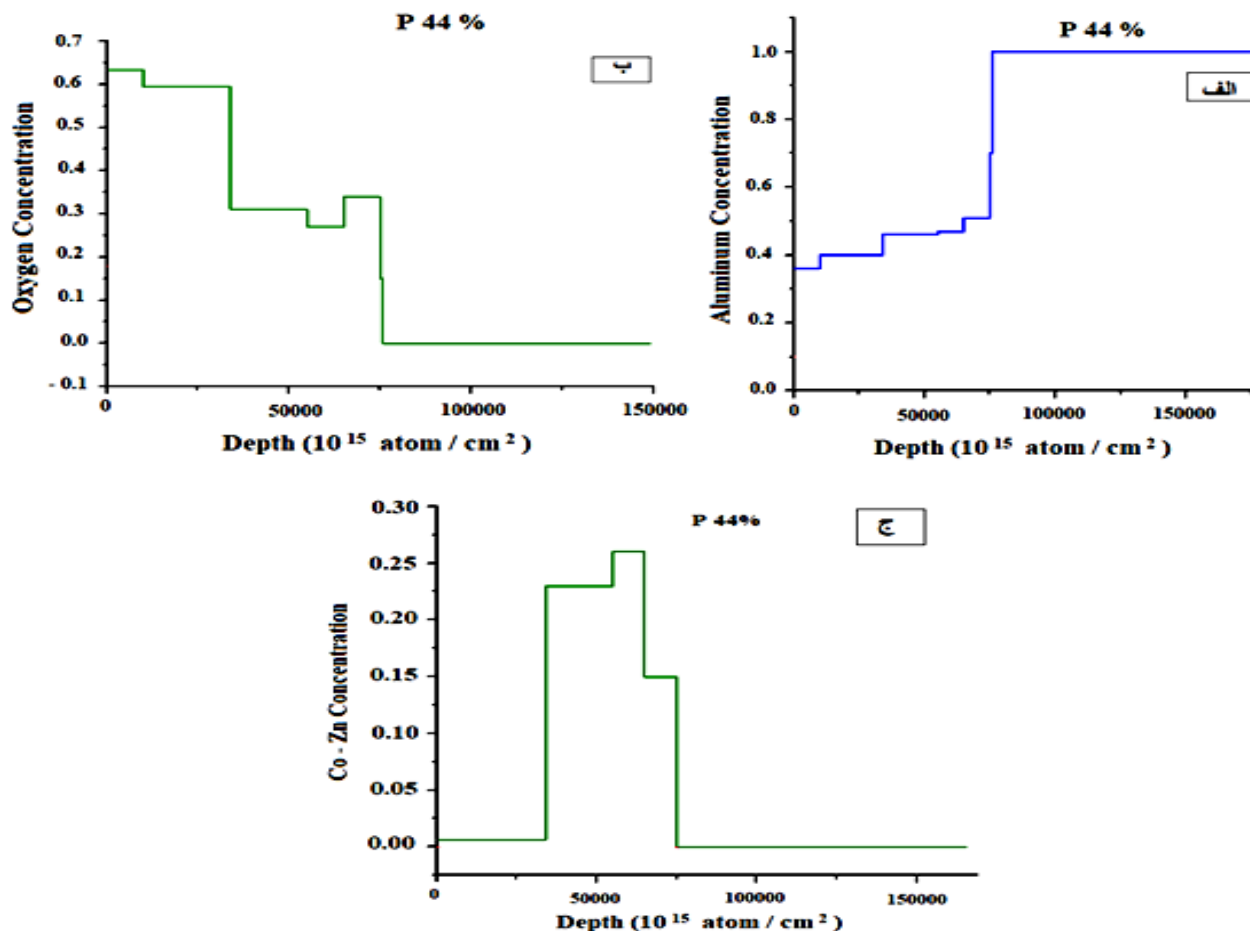 P 44 %
ب
Oxygen Concentration
0.7
0.6
0.5
0.4
0.3
0.2
0.1
0.0
- 0.1
0 50000 100000 150000
Depth (10 ¹⁵ atom / cm ² )
P 44 %
الف
Aluminum Concentration
1.0
0.8
0.6
0.4
0.2
0.0
0 50000 100000 150000
Depth (10 ¹⁵ atom / cm ² )
P 44%
ج
Co - Zn Concentration
0.30
0.25
0.20
0.15
0.10
0.05
0.00
0 50000 100000 150000
Depth (10 ¹⁵ atom / cm ² )